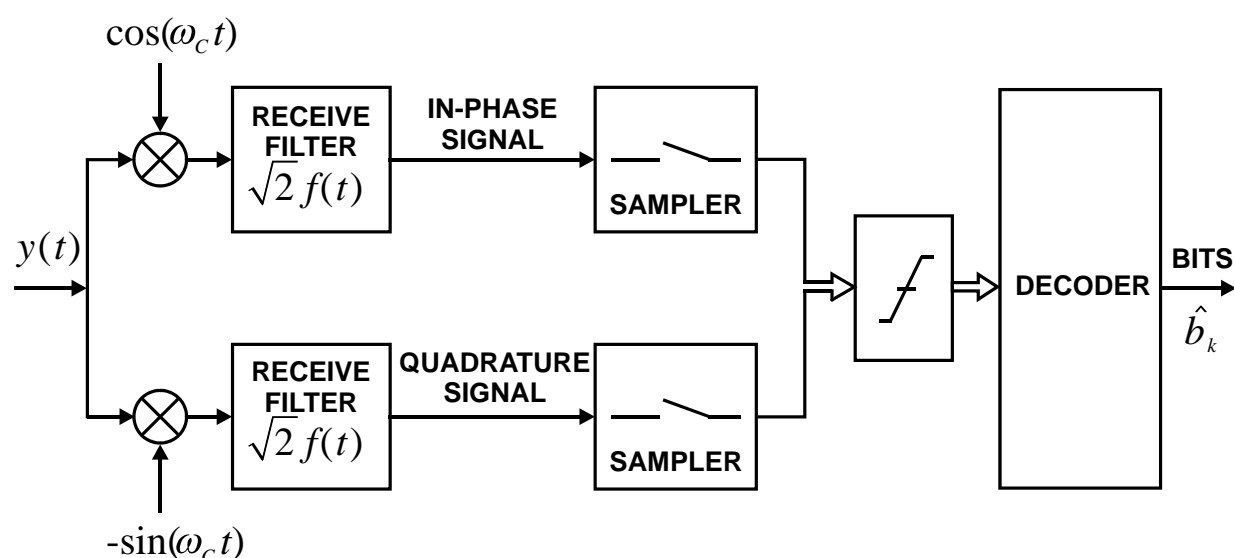 cos(ω_C t)
RECEIVE
FILTER
√2 f(t)
IN-PHASE
SIGNAL
SAMPLER
y(t)
DECODER
BITS
b̂_k
RECEIVE
FILTER
√2 f(t)
QUADRATURE
SIGNAL
SAMPLER
-sin(ω_C t)